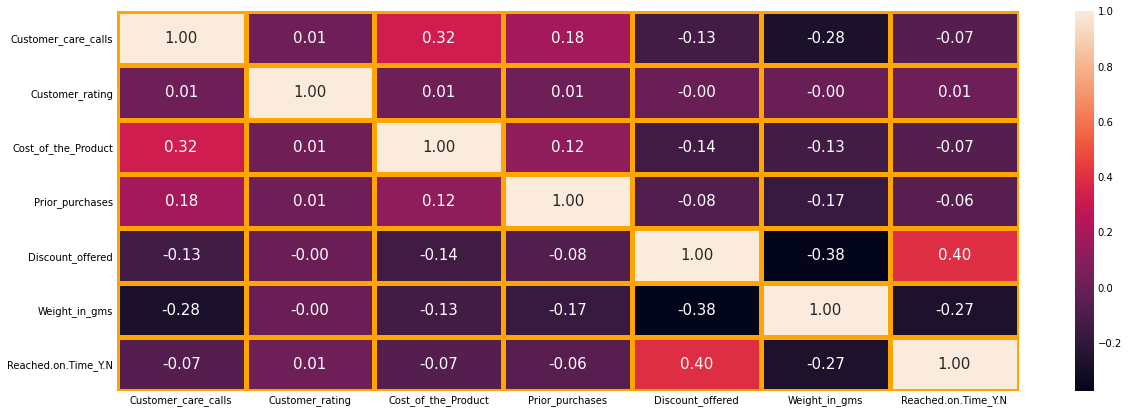 Customer_care_calls 1.00 0.01 0.32 0.18 -0.13 -0.28 -0.07
Customer_rating 0.01 1.00 0.01 0.01 -0.00 -0.00 0.01
Cost_of_the_Product 0.32 0.01 1.00 0.12 -0.14 -0.13 -0.07
Prior_purchases 0.18 0.01 0.12 1.00 -0.08 -0.17 -0.06
Discount_offered -0.13 -0.00 -0.14 -0.08 1.00 -0.38 0.40
Weight_in_gms -0.28 -0.00 -0.13 -0.17 -0.38 1.00 -0.27
Reached.on.Time_Y.N -0.07 0.01 -0.07 -0.06 0.40 -0.27 1.00
Customer_care_calls Customer_rating Cost_of_the_Product Prior_purchases Discount_offered Weight_in_gms Reached.on.Time_Y.N
1.0
0.8
0.6
0.4
0.2
0.0
−0.2